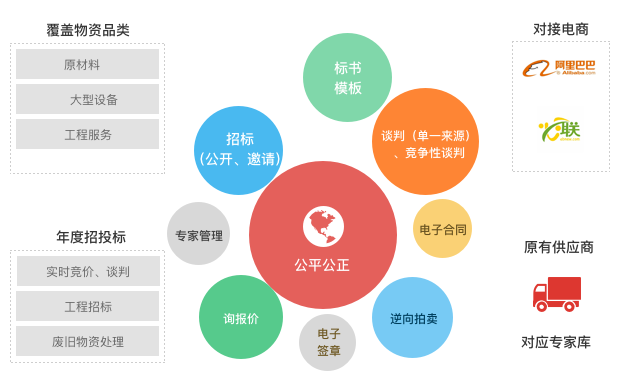 覆盖物资品类
原材料
大型设备
工程服务
年度招投标
实时竞价、谈判
工程招标
废旧物资处理
标书
模板
招标
(公开、邀请)
谈判（单一来源）
、竞争性谈判
专家管理
公平公正
电子合同
询报价
电子
签章
逆向拍卖
对接电商
阿里巴巴
Alibaba.com
联
原有供应商
对应专家库